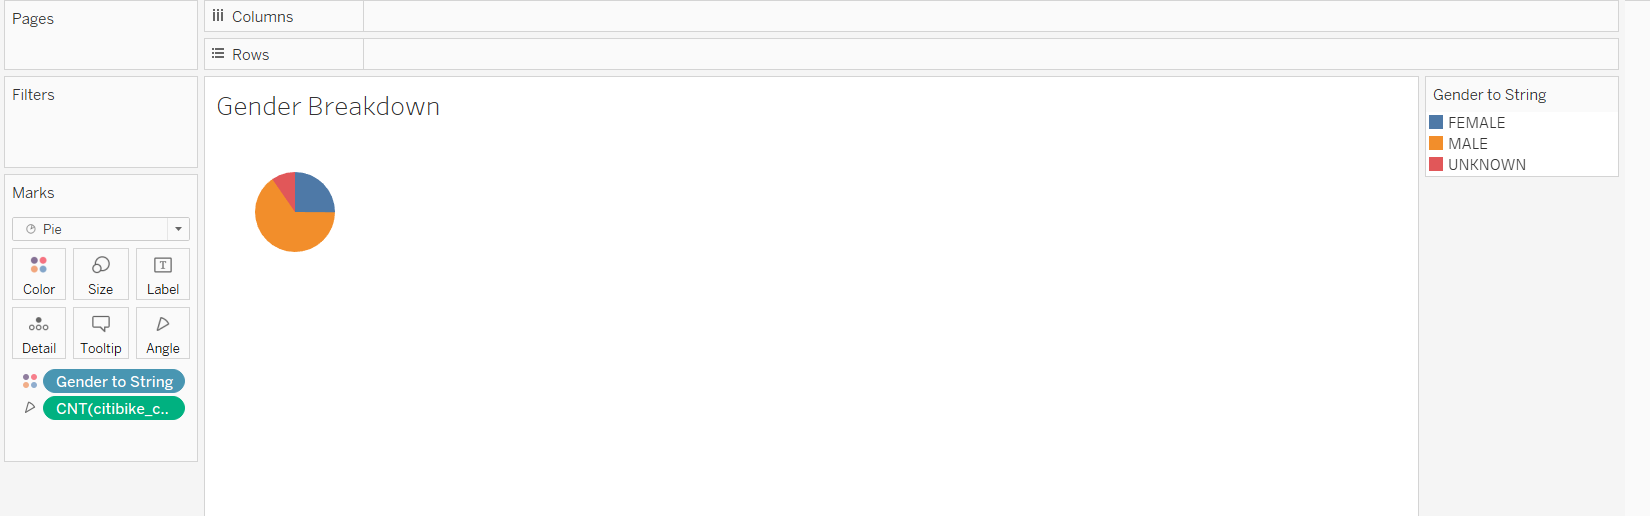 Pages
Columns
Rows
Filters
Gender Breakdown
Gender to String
FEMALE
MALE
UNKNOWN
Marks
Pie
Color Size Label
Detail Tooltip Angle
Gender to String
CNT(citibike_c..